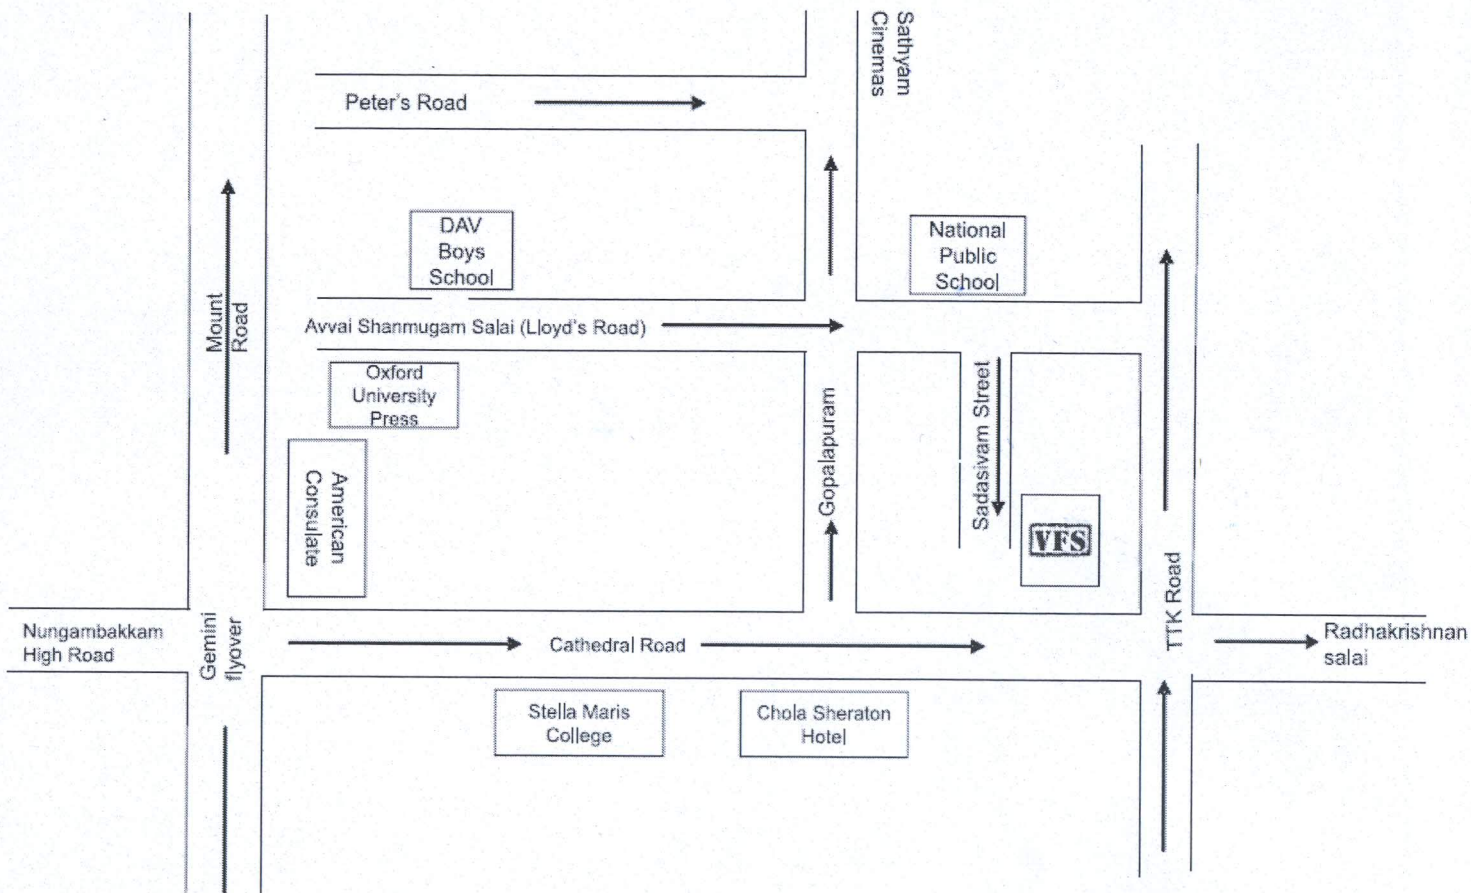 Sathyam
Cinemas
Peter's Road
DAV
Boys
School
National
Public
School
Mount
Road
Avvai Shanmugam Salai (Lloyd's Road)
Oxford
University
Press
American
Consulate
Gopalapuram
Sadasivam Street
VFS
TTK Road
Nungambakkam
High Road
Gemini
flyover
Cathedral Road
Radhakrishnan
salai
Stella Maris
College
Chola Sheraton
Hotel